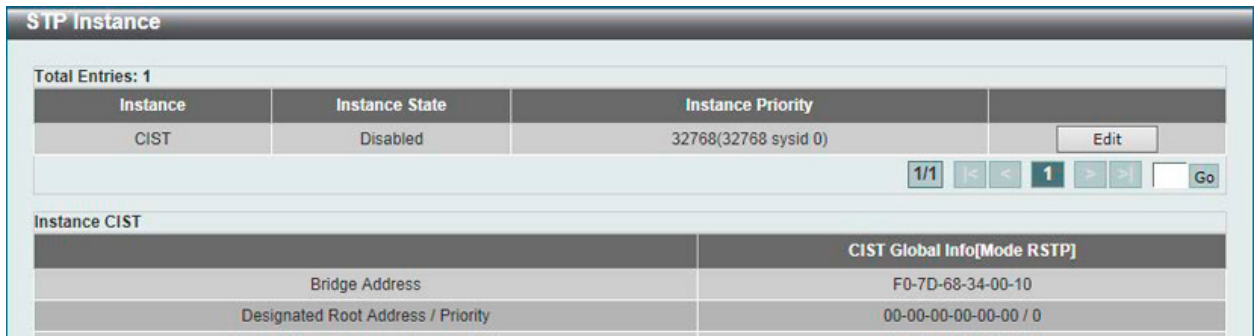 STP Instance
Total Entries: 1
Instance Instance State Instance Priority
CIST Disabled 32768(32768 sysid 0) Edit
1/1 |< < 1 > >| Go
Instance CIST
CIST Global Info[Mode RSTP]
Bridge Address F0-7D-68-34-00-10
Designated Root Address / Priority 00-00-00-00-00-00 / 0